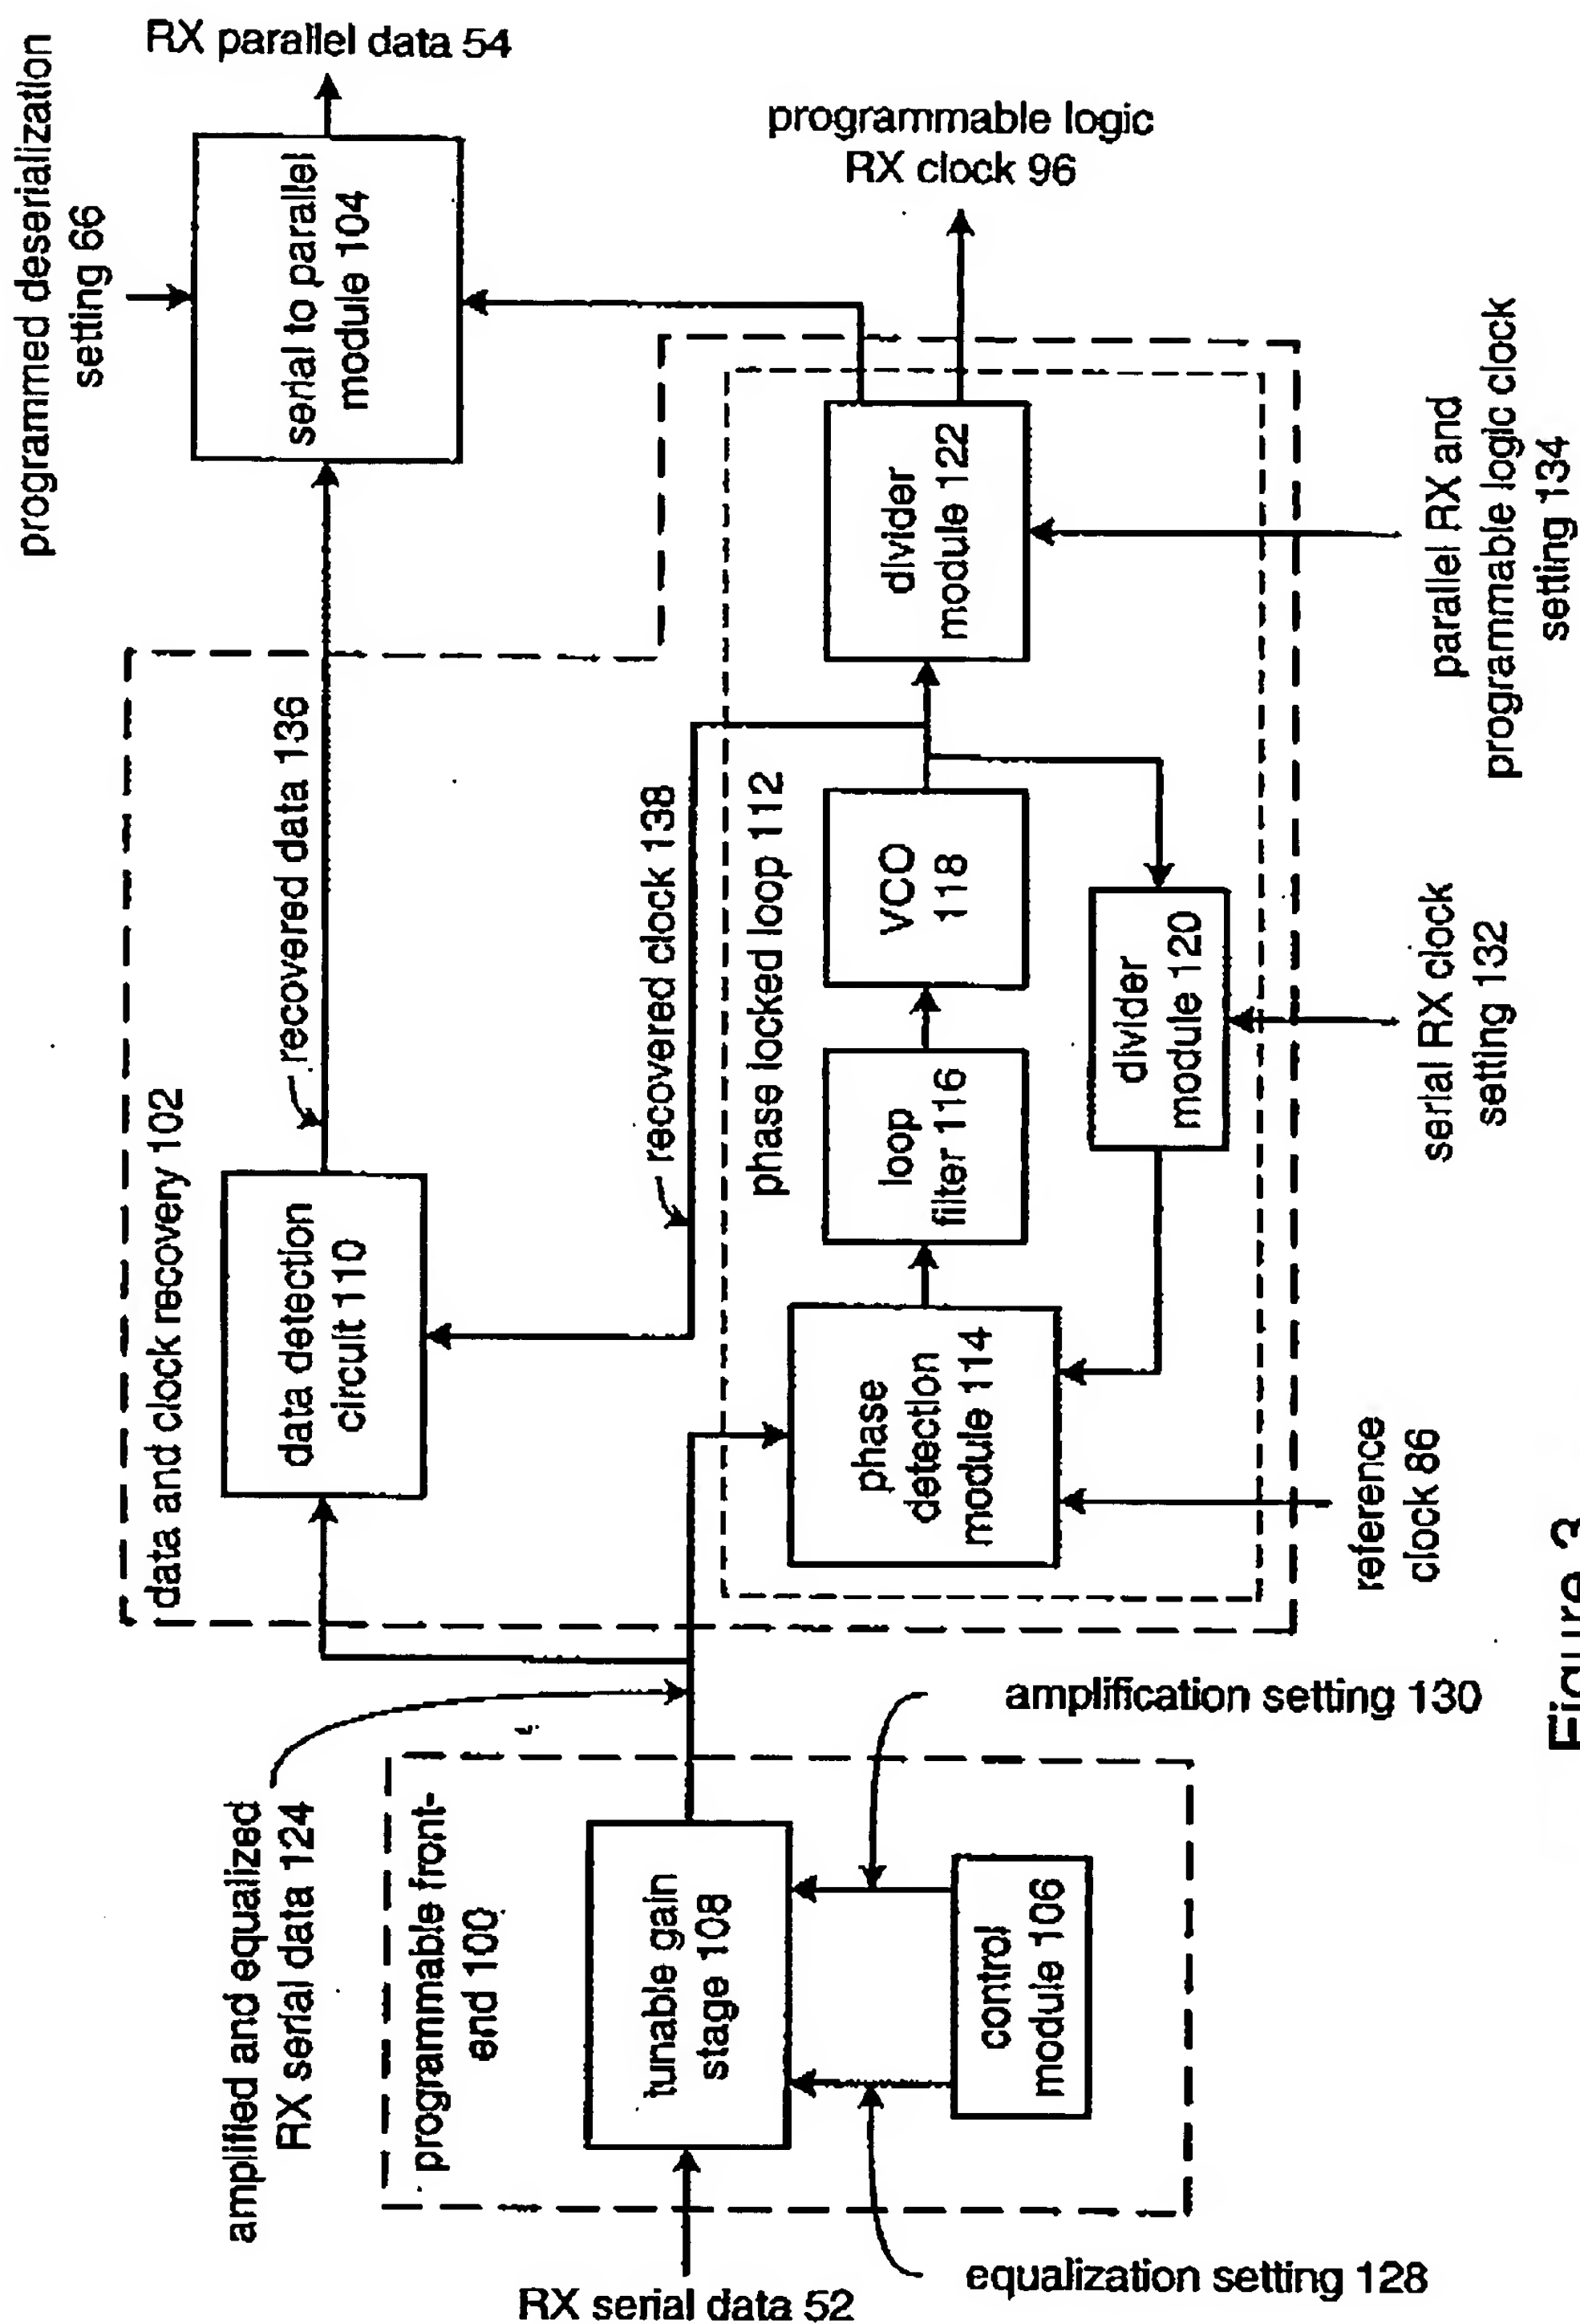 RX parallel data 54
programmed deserialization
setting 66
serial to parallel
module 104
programmable logic
RX clock 96
data and clock recovery 102
recovered data 136
data detection
circuit 110
recovered clock 138
phase locked loop 112
phase
detection
module 114
loop
filter 116
VCO
118
divider
module 122
divider
module 120
parallel RX and
programmable logic clock
setting 134
serial RX clock
setting 132
reference
clock 86
amplified and equalized
RX serial data 124
programmable front-
end 100
tunable gain
stage 108
control
module 106
amplification setting 130
equalization setting 128
RX serial data 52
Figure 3